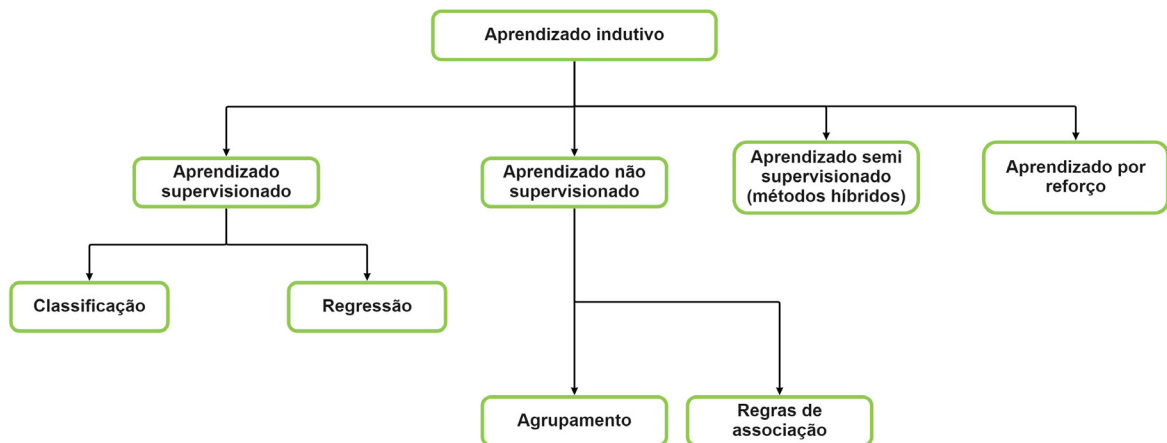 Aprendizado indutivo
Aprendizado
supervisionado
Aprendizado não
supervisionado
Aprendizado semi
supervisionado
(métodos híbridos)
Aprendizado por
reforço
Classificação
Regressão
Agrupamento
Regras de
associação